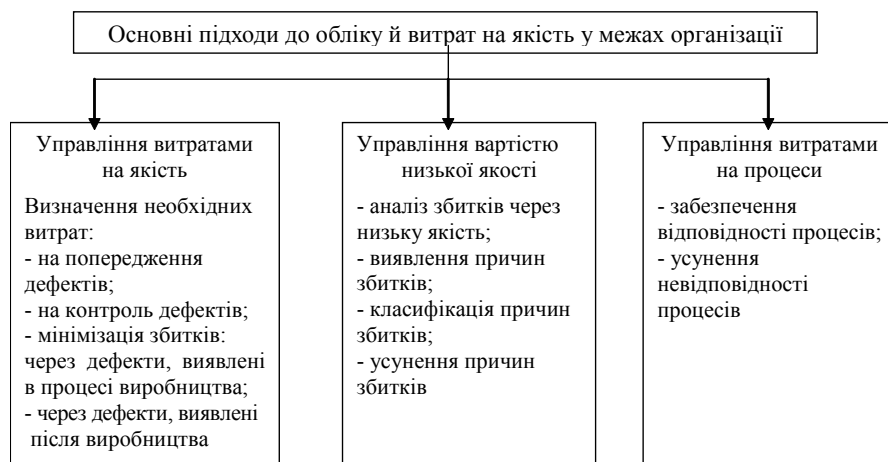 Основні підходи до обліку й витрат на якість у межах організації
Управління витратами
на якість
Визначення необхідних
витрат:
- на попередження
дефектів;
- на контроль дефектів;
- мінімізація збитків:
через дефекти, виявлені
в процесі виробництва;
- через дефекти, виявлені
після виробництва
Управління вартістю
низької якості
- аналіз збитків через
низьку якість;
- виявлення причин
збитків;
- класифікація причин
збитків;
- усунення причин
збитків
Управління витратами
на процеси
- забезпечення
відповідності процесів;
- усунення
невідповідності
процесів